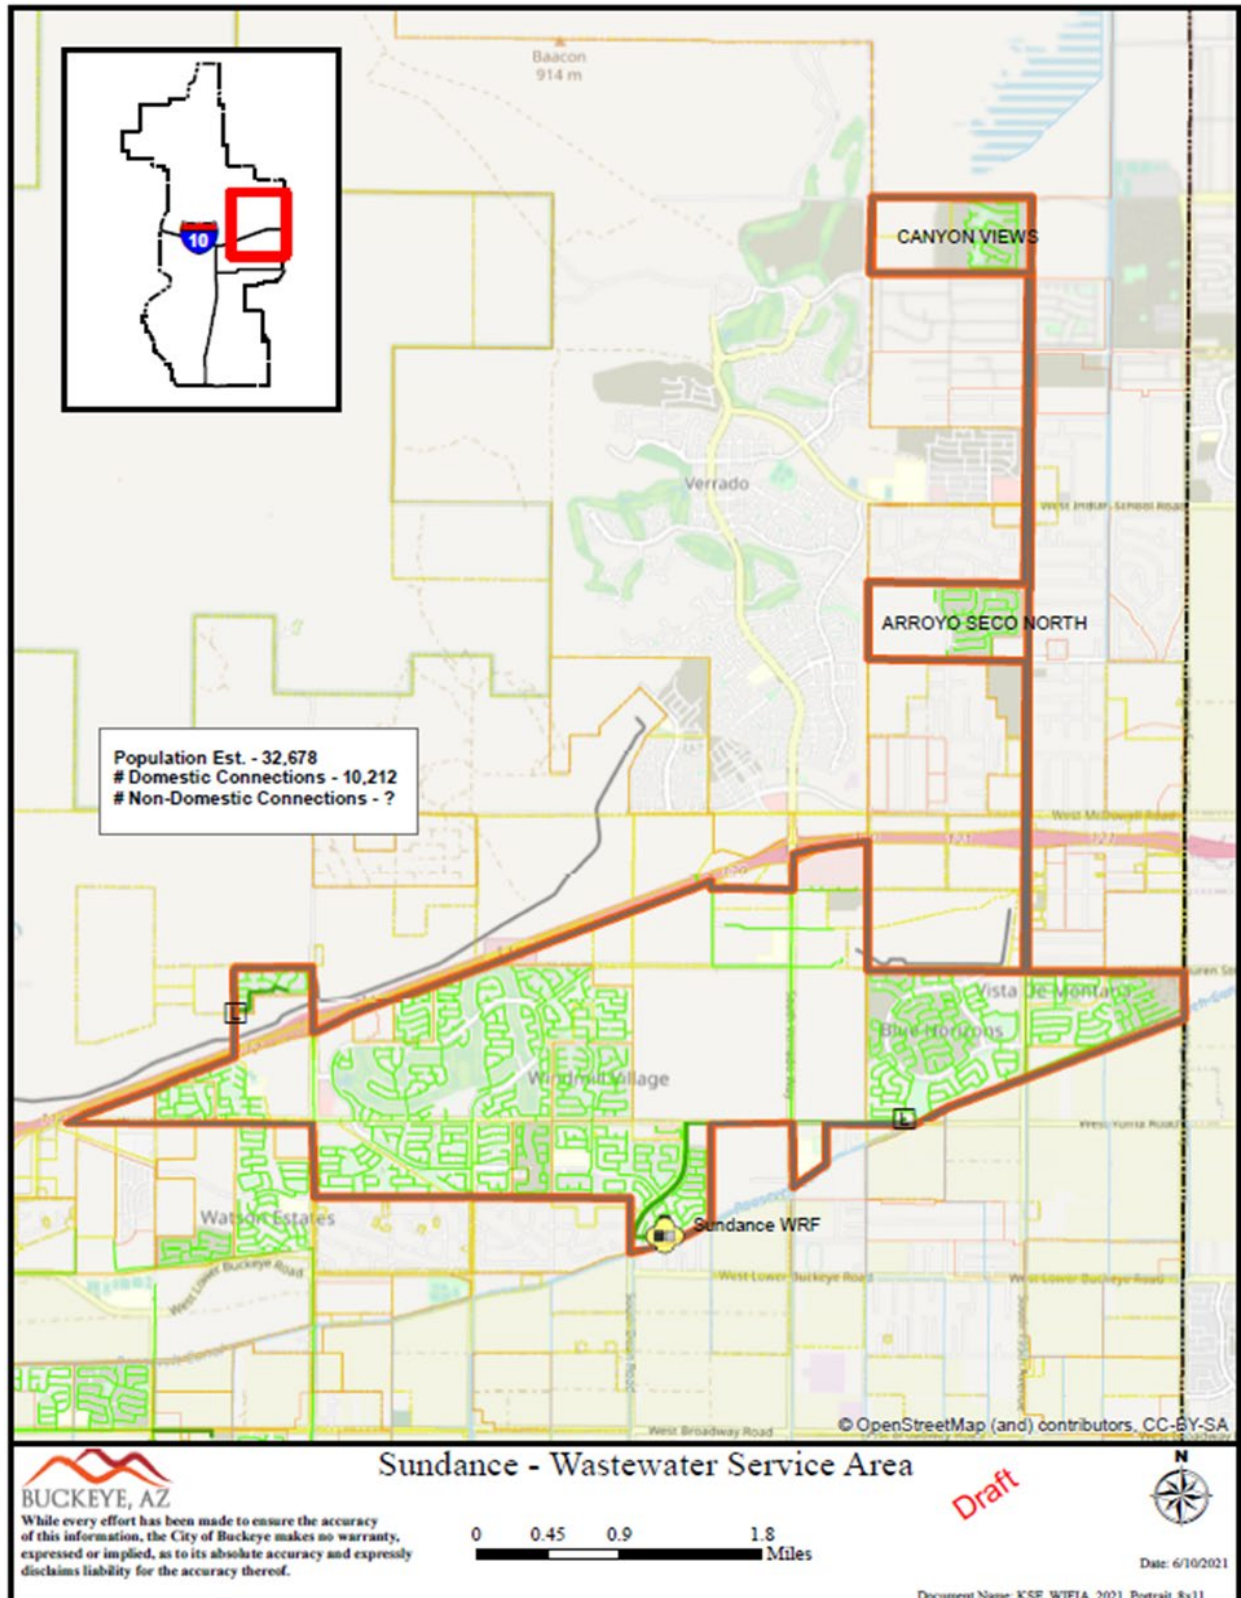 Baacon
914 m
10
CANYON VIEWS
Verrado
West Indian School Road
ARROYO SECO NORTH
Population Est. - 32,678
# Domestic Connections - 10,212
# Non-Domestic Connections - ?
West McDowell Road
Vista De Montana
Blue Horizons
Windmill Village
South Verrado Way
West Yuma Road
Watson Estates
Sundance WRF
West Lower Buckeye Road
West Lower Buckeye Road
West Lower Buckeye Road
West Broadway Road
© OpenStreetMap (and) contributors, CC-BY-SA
Sundance - Wastewater Service Area
BUCKEYE, AZ
While every effort has been made to ensure the accuracy
of this information, the City of Buckeye makes no warranty,
expressed or implied, as to its absolute accuracy and expressly
disclaims liability for the accuracy thereof.
0 0.45 0.9 1.8
Miles
Draft
N
Date: 6/10/2021
Document Name: KSF_WIFIA_2021_Portrait_8x11